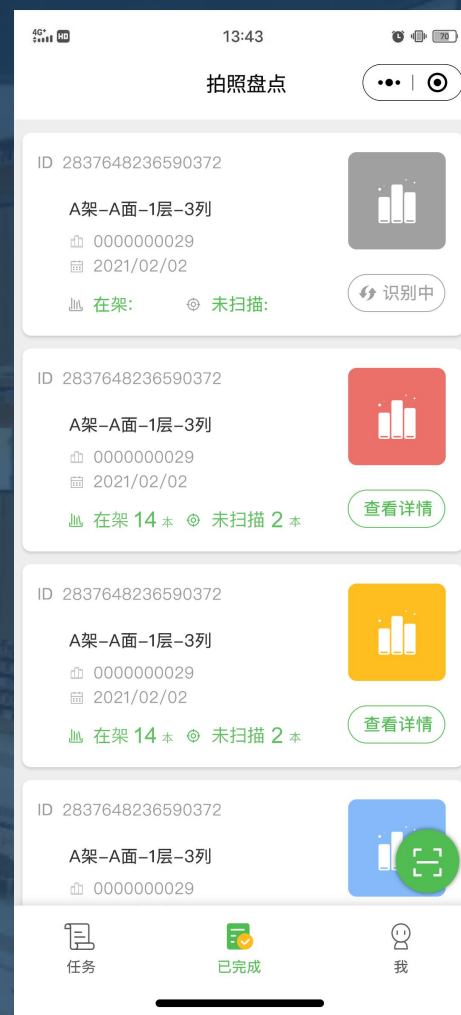 4G+ HD 13:43 70
拍照盘点
ID 2837648236590372
A架-A面-1层-3列
0000000029
2021/02/02
在架: 未扫描:
识别中
ID 2837648236590372
A架-A面-1层-3列
0000000029
2021/02/02
在架 14 本 未扫描 2 本
查看详情
ID 2837648236590372
A架-A面-1层-3列
0000000029
2021/02/02
在架 14 本 未扫描 2 本
查看详情
ID 2837648236590372
A架-A面-1层-3列
0000000029
任务 已完成 我